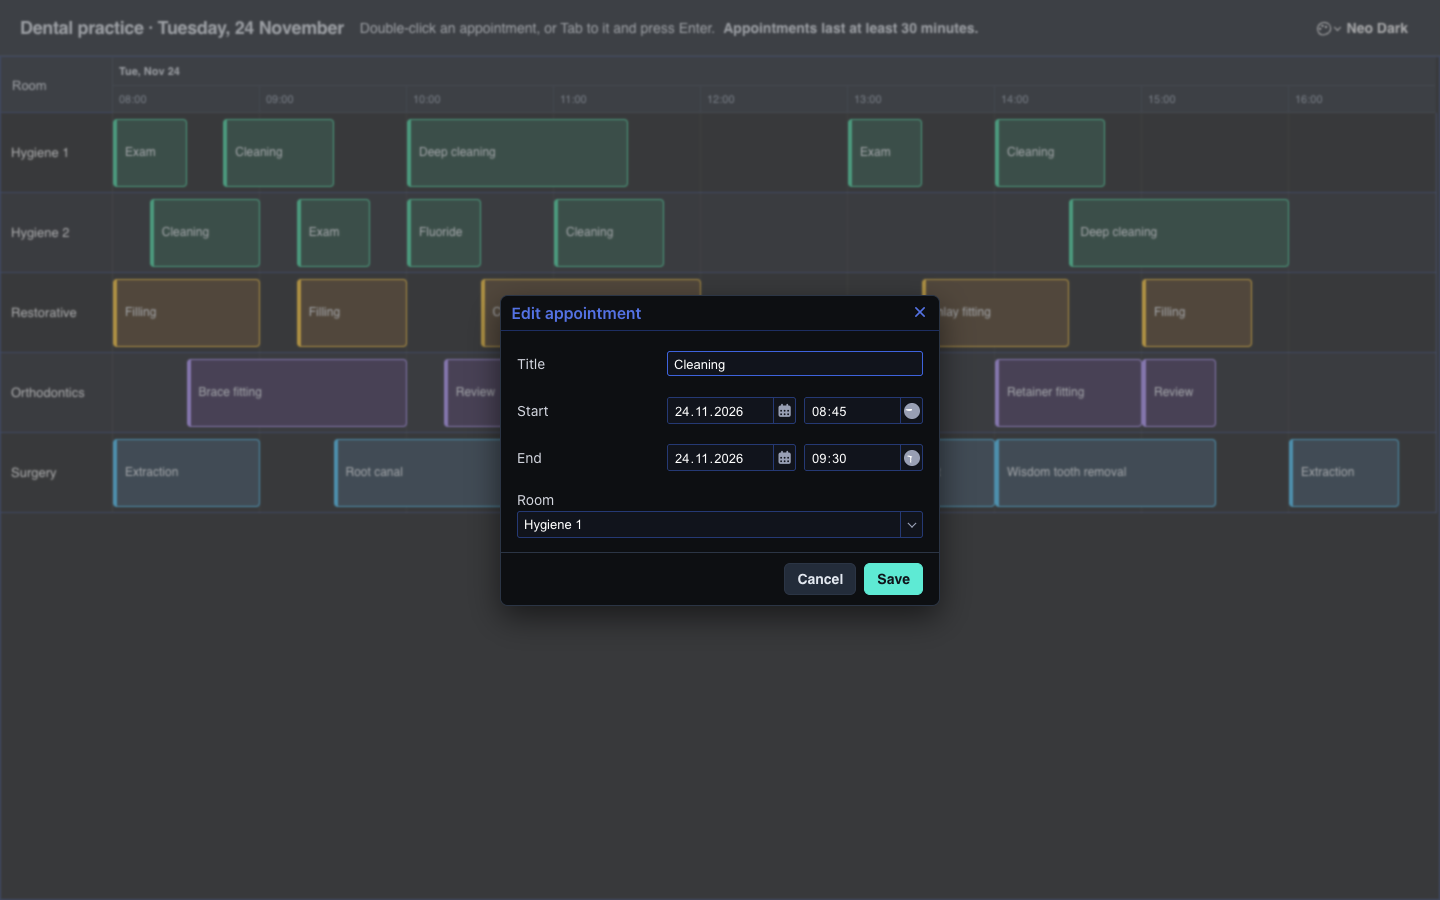 Dental practice · Tuesday, 24 November
Double-click an appointment, or Tab to it and press Enter. Appointments last at least 30 minutes.
Neo Dark
Room
Tue, Nov 24
08:00 09:00 10:00 11:00 12:00 13:00 14:00 15:00 16:00
Hygiene 1
Exam
Cleaning
Deep cleaning
Exam
Cleaning
Hygiene 2
Cleaning
Exam
Fluoride
Cleaning
Deep cleaning
Restorative
Filling
Filling
lay fitting
Filling
Orthodontics
Brace fitting
Review
Retainer fitting
Review
Surgery
Extraction
Root canal
Wisdom tooth removal
Extraction
Edit appointment
Title
Cleaning
Start
24.11.2026
08:45
End
24.11.2026
09:30
Room
Hygiene 1
Cancel
Save